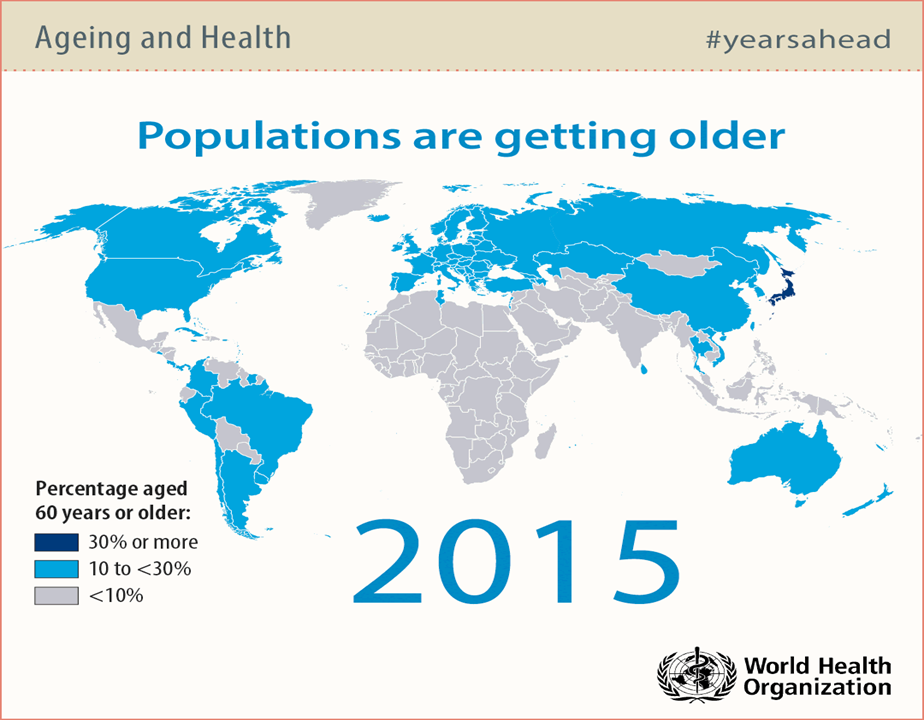 Ageing and Health
#yearsahead
Populations are getting older
Percentage aged
60 years or older:
30% or more
10 to <30%
<10%
2015
World Health
Organization